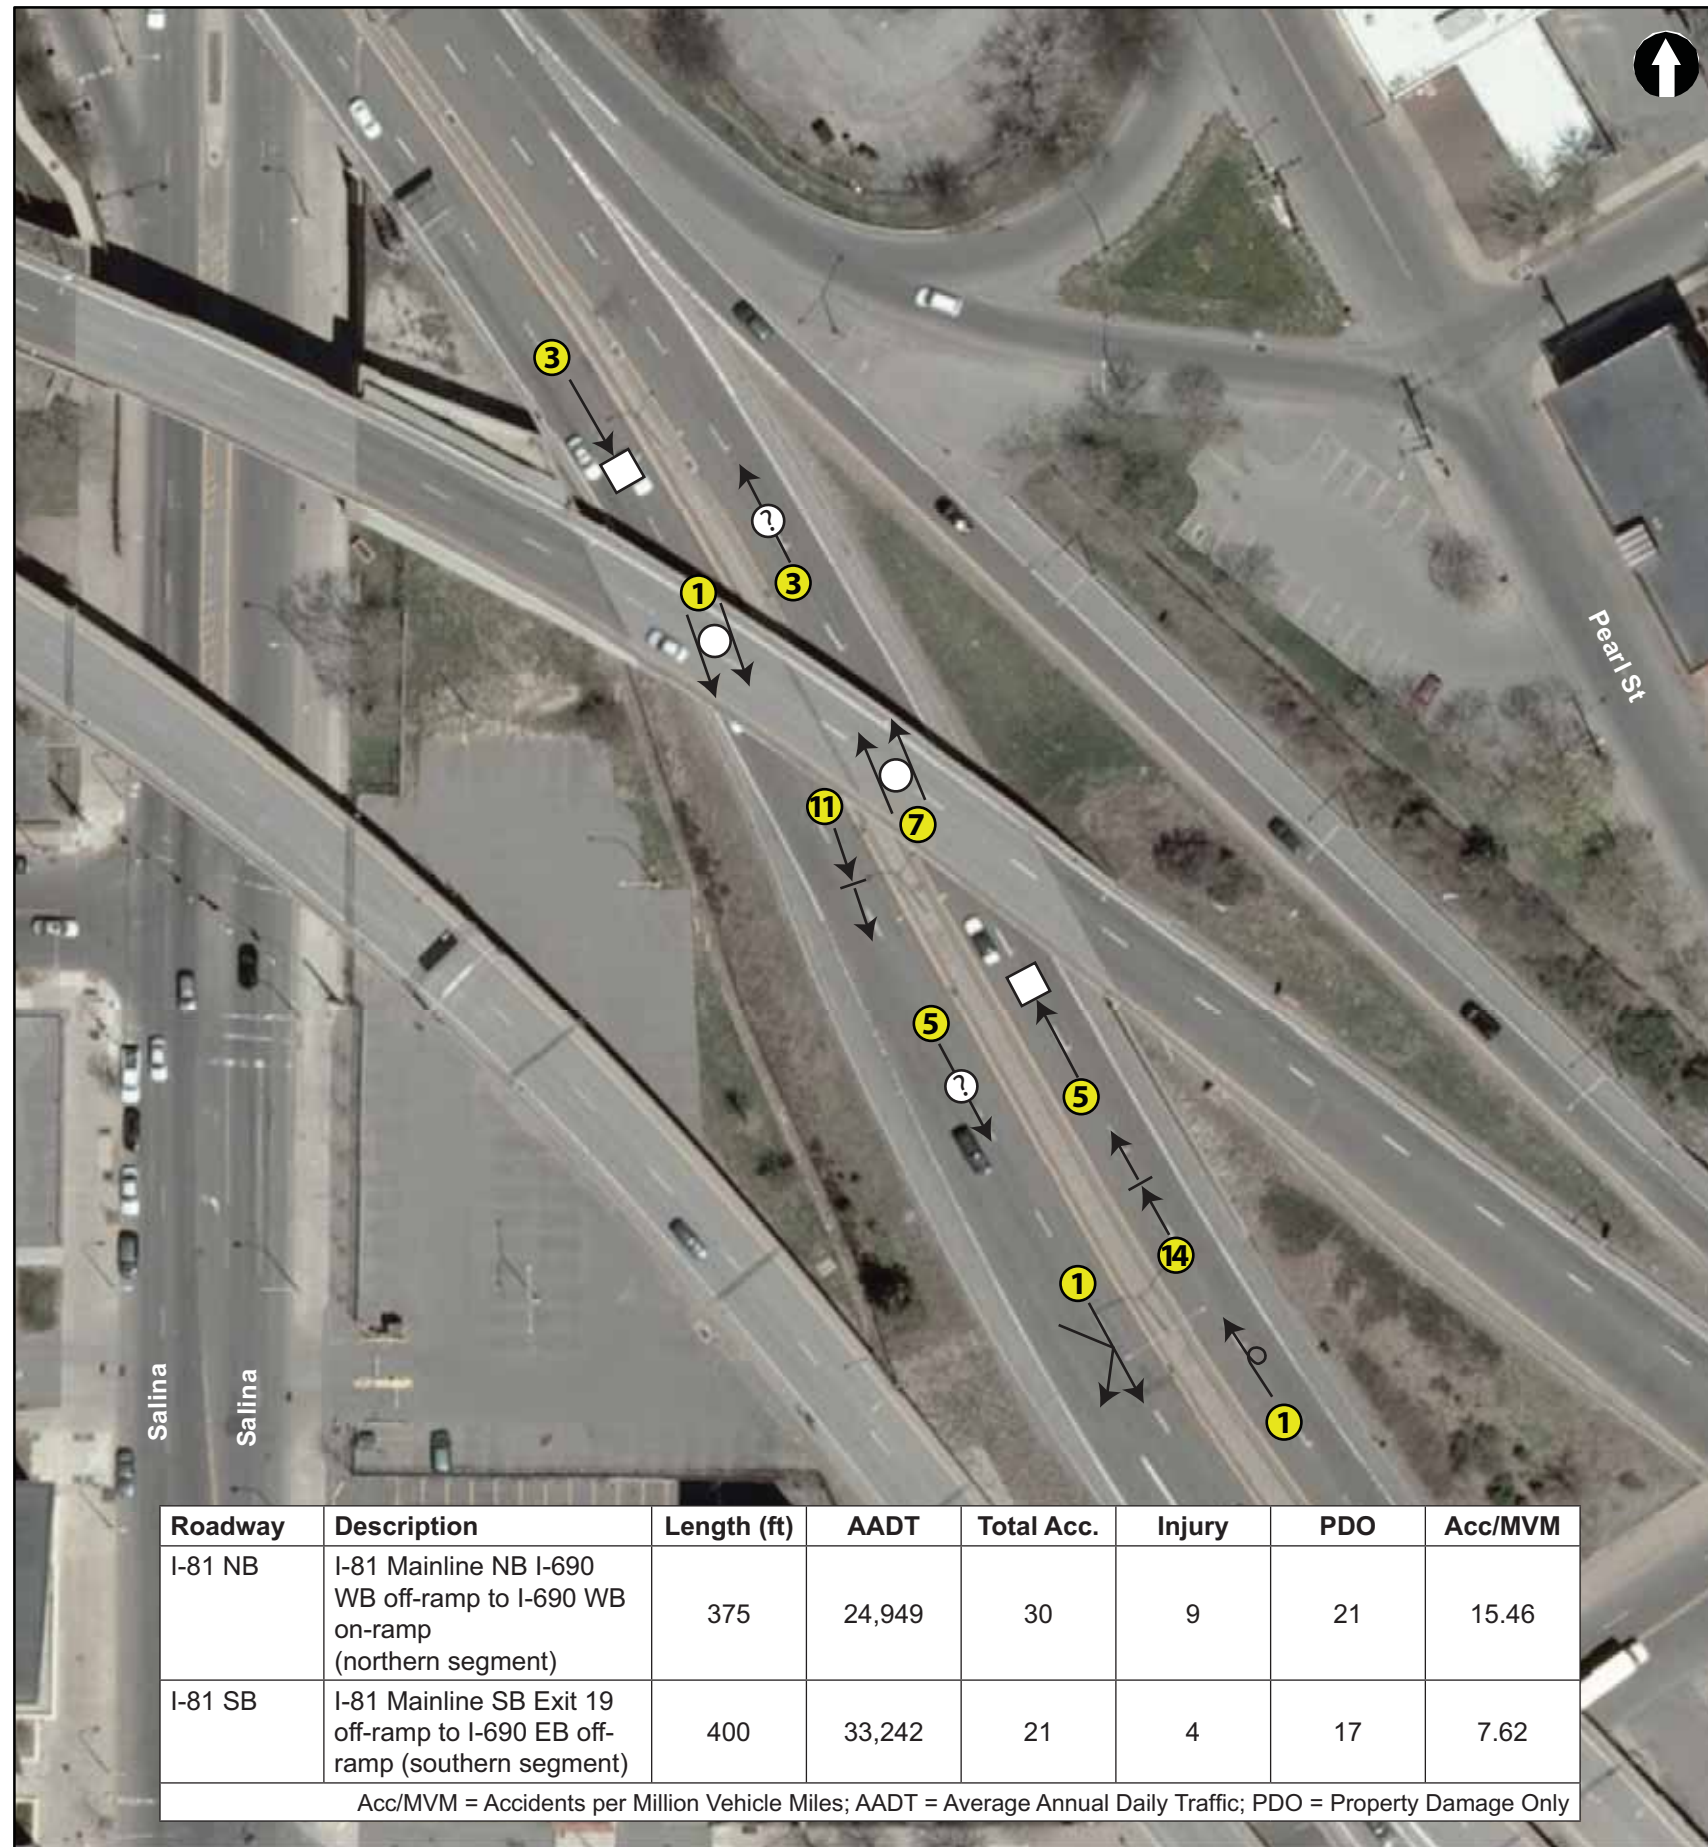 3
?
3
1
7
11
5
?
5
14
1
1
Pearl St
Salina
Salina
Roadway Description Length (ft) AADT Total Acc. Injury PDO Acc/MVM
I-81 NB I-81 Mainline NB I-690
WB off-ramp to I-690 WB
on-ramp
(northern segment) 375 24,949 30 9 21 15.46
I-81 SB I-81 Mainline SB Exit 19
off-ramp to I-690 EB off-
ramp (southern segment) 400 33,242 21 4 17 7.62
Acc/MVM = Accidents per Million Vehicle Miles; AADT = Average Annual Daily Traffic; PDO = Property Damage Only